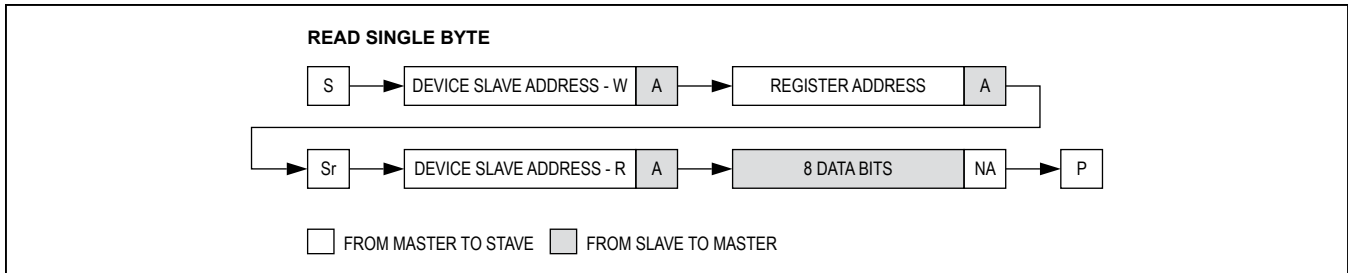 READ SINGLE BYTE
S DEVICE SLAVE ADDRESS - W A REGISTER ADDRESS A
Sr DEVICE SLAVE ADDRESS - R A 8 DATA BITS NA P
FROM MASTER TO STAVE FROM SLAVE TO MASTER